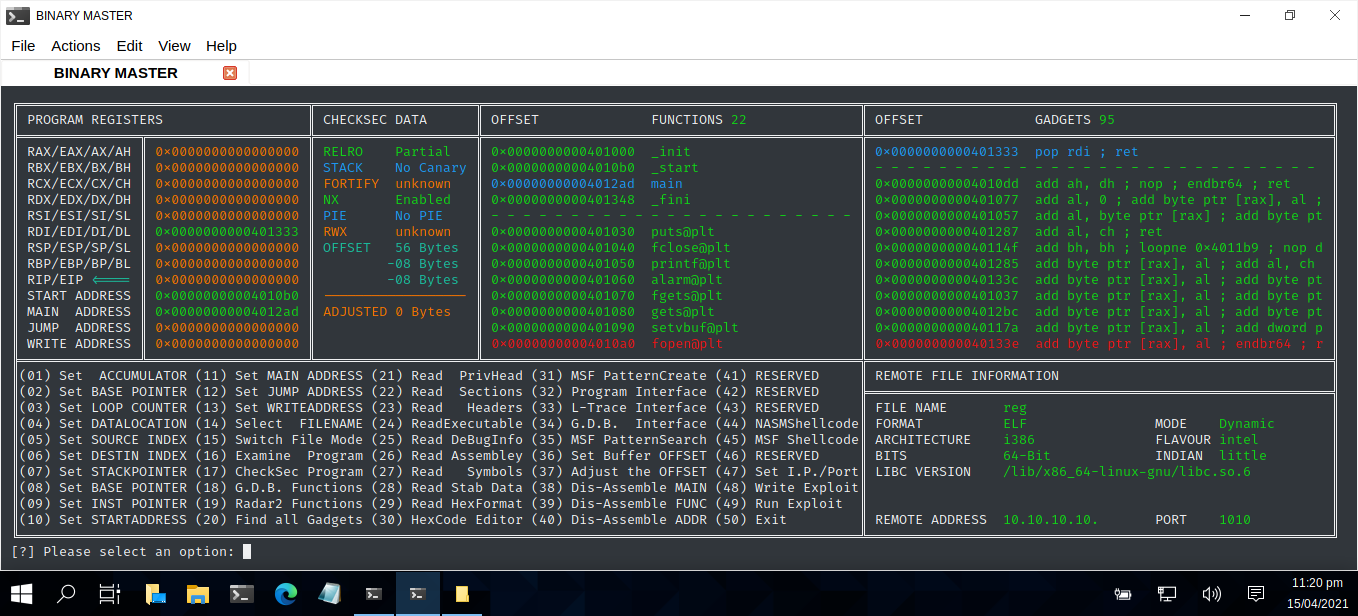 BINARY MASTER
File Actions Edit View Help
BINARY MASTER
PROGRAM REGISTERS CHECKSEC DATA OFFSET FUNCTIONS 22 OFFSET GADGETS 95
RAX/EAX/AX/AH 0×0000000000000000 RELRO Partial 0×0000000000401000 _init 0×0000000000401333 pop rdi ; ret
RBX/EBX/BX/BH 0×0000000000000000 STACK No Canary 0×00000000004010b0 _start - - - - - - - - - - - - - - - - - - - - - - - - - - - -
RCX/ECX/CX/CH 0×0000000000000000 FORTIFY unknown 0×00000000004012ad main 0×00000000004010dd add ah, dh ; nop ; endbr64 ; ret
RDX/EDX/DX/DH 0×0000000000000000 NX Enabled 0×0000000000401348 _fini 0×0000000000401077 add al, 0 ; add byte ptr [rax], al ;
RSI/ESI/SI/SL 0×0000000000000000 PIE No PIE - - - - - - - - - - - - - - - - - - - - - - - 0×0000000000401057 add al, byte ptr [rax] ; add byte pt
RDI/EDI/DI/DL 0×0000000000401333 RWX unknown 0×0000000000401030 puts@plt 0×0000000000401287 add al, ch ; ret
RSP/ESP/SP/SL 0×0000000000000000 OFFSET 56 Bytes 0×0000000000401040 fclose@plt 0×000000000040114f add bh, bh ; loopne 0×4011b9 ; nop d
RBP/EBP/BP/BL 0×0000000000000000 -08 Bytes 0×0000000000401050 printf@plt 0×0000000000401285 add byte ptr [rax], al ; add al, ch
RIP/EIP <==== 0×0000000000000000 -08 Bytes 0×0000000000401060 alarm@plt 0×000000000040133c add byte ptr [rax], al ; add byte pt
START ADDRESS 0×00000000004010b0 0×0000000000401070 fgets@plt 0×0000000000401037 add byte ptr [rax], al ; add byte pt
MAIN ADDRESS 0×00000000004012ad ADJUSTED 0 Bytes 0×0000000000401080 gets@plt 0×00000000004012bc add byte ptr [rax], al ; add byte pt
JUMP ADDRESS 0×0000000000000000 0×0000000000401090 setvbuf@plt 0×000000000040117a add byte ptr [rax], al ; add dword p
WRITE ADDRESS 0×0000000000000000 0×00000000004010a0 fopen@plt 0×000000000040133e add byte ptr [rax], al ; endbr64 ; r
(01) Set ACCUMULATOR (11) Set MAIN ADDRESS (21) Read PrivHead (31) MSF PatternCreate (41) RESERVED REMOTE FILE INFORMATION
(02) Set BASE POINTER (12) Set JUMP ADDRESS (22) Read Sections (32) Program Interface (42) RESERVED
(03) Set LOOP COUNTER (13) Set WRITEADDRESS (23) Read Headers (33) L-Trace Interface (43) RESERVED FILE NAME reg
(04) Set DATALOCATION (14) Select FILENAME (24) ReadExecutable (34) G.D.B. Interface (44) NASMShellcode FORMAT ELF MODE Dynamic
(05) Set SOURCE INDEX (15) Switch File Mode (25) Read DeBugInfo (35) MSF PatternSearch (45) MSF Shellcode ARCHITECTURE i386 FLAVOUR intel
(06) Set DESTIN INDEX (16) Examine Program (26) Read Assembley (36) Set Buffer OFFSET (46) RESERVED BITS 64-Bit INDIAN little
(07) Set STACKPOINTER (17) CheckSec Program (27) Read Symbols (37) Adjust the OFFSET (47) Set I.P./Port LIBC VERSION /lib/x86_64-linux-gnu/libc.so.6
(08) Set BASE POINTER (18) G.D.B. Functions (28) Read Stab Data (38) Dis-Assemble MAIN (48) Write Exploit
(09) Set INST POINTER (19) Radar2 Functions (29) Read HexFormat (39) Dis-Assemble FUNC (49) Run Exploit
(10) Set STARTADDRESS (20) Find all Gadgets (30) HexCode Editor (40) Dis-Assemble ADDR (50) Exit REMOTE ADDRESS 10.10.10.10. PORT 1010
[?] Please select an option:
11:20 pm
15/04/2021